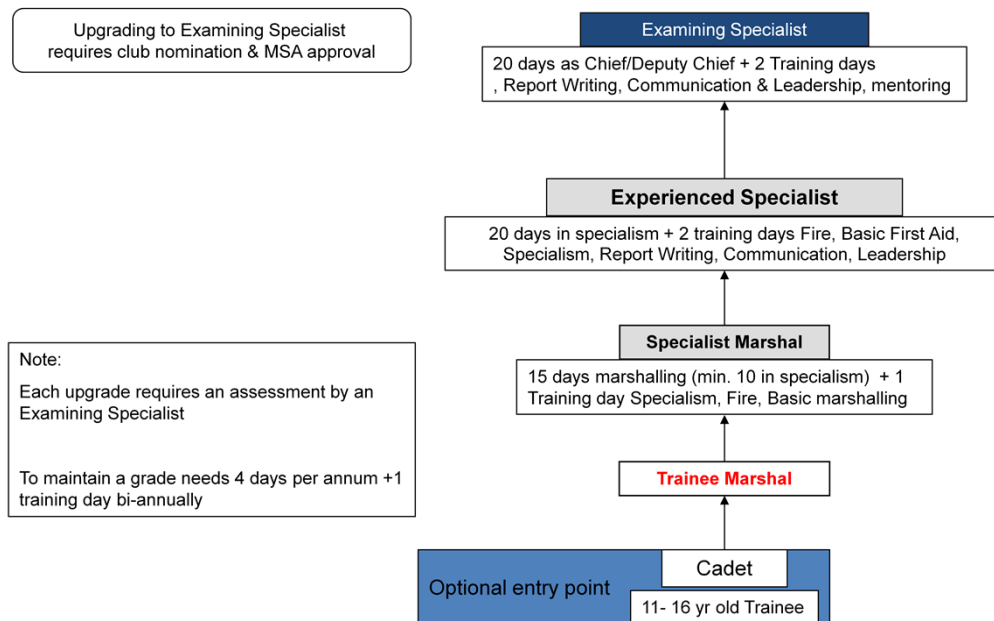 Upgrading to Examining Specialist
requires club nomination & MSA approval
Examining Specialist
20 days as Chief/Deputy Chief + 2 Training days
, Report Writing, Communication & Leadership, mentoring
Experienced Specialist
20 days in specialism + 2 training days Fire, Basic First Aid,
Specialism, Report Writing, Communication, Leadership
Specialist Marshal
15 days marshalling (min. 10 in specialism) + 1
Training day Specialism, Fire, Basic marshalling
Note:
Each upgrade requires an assessment by an
Examining Specialist
To maintain a grade needs 4 days per annum +1
training day bi-annually
Trainee Marshal
Optional entry point
Cadet
11- 16 yr old Trainee